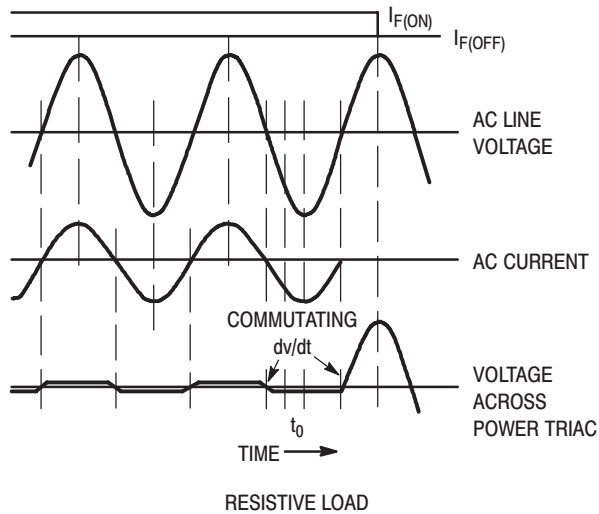 IF(ON)
IF(OFF)
AC LINE
VOLTAGE
AC CURRENT
COMMUTATING
dv/dt
VOLTAGE
ACROSS
POWER TRIAC
t0
TIME
RESISTIVE LOAD